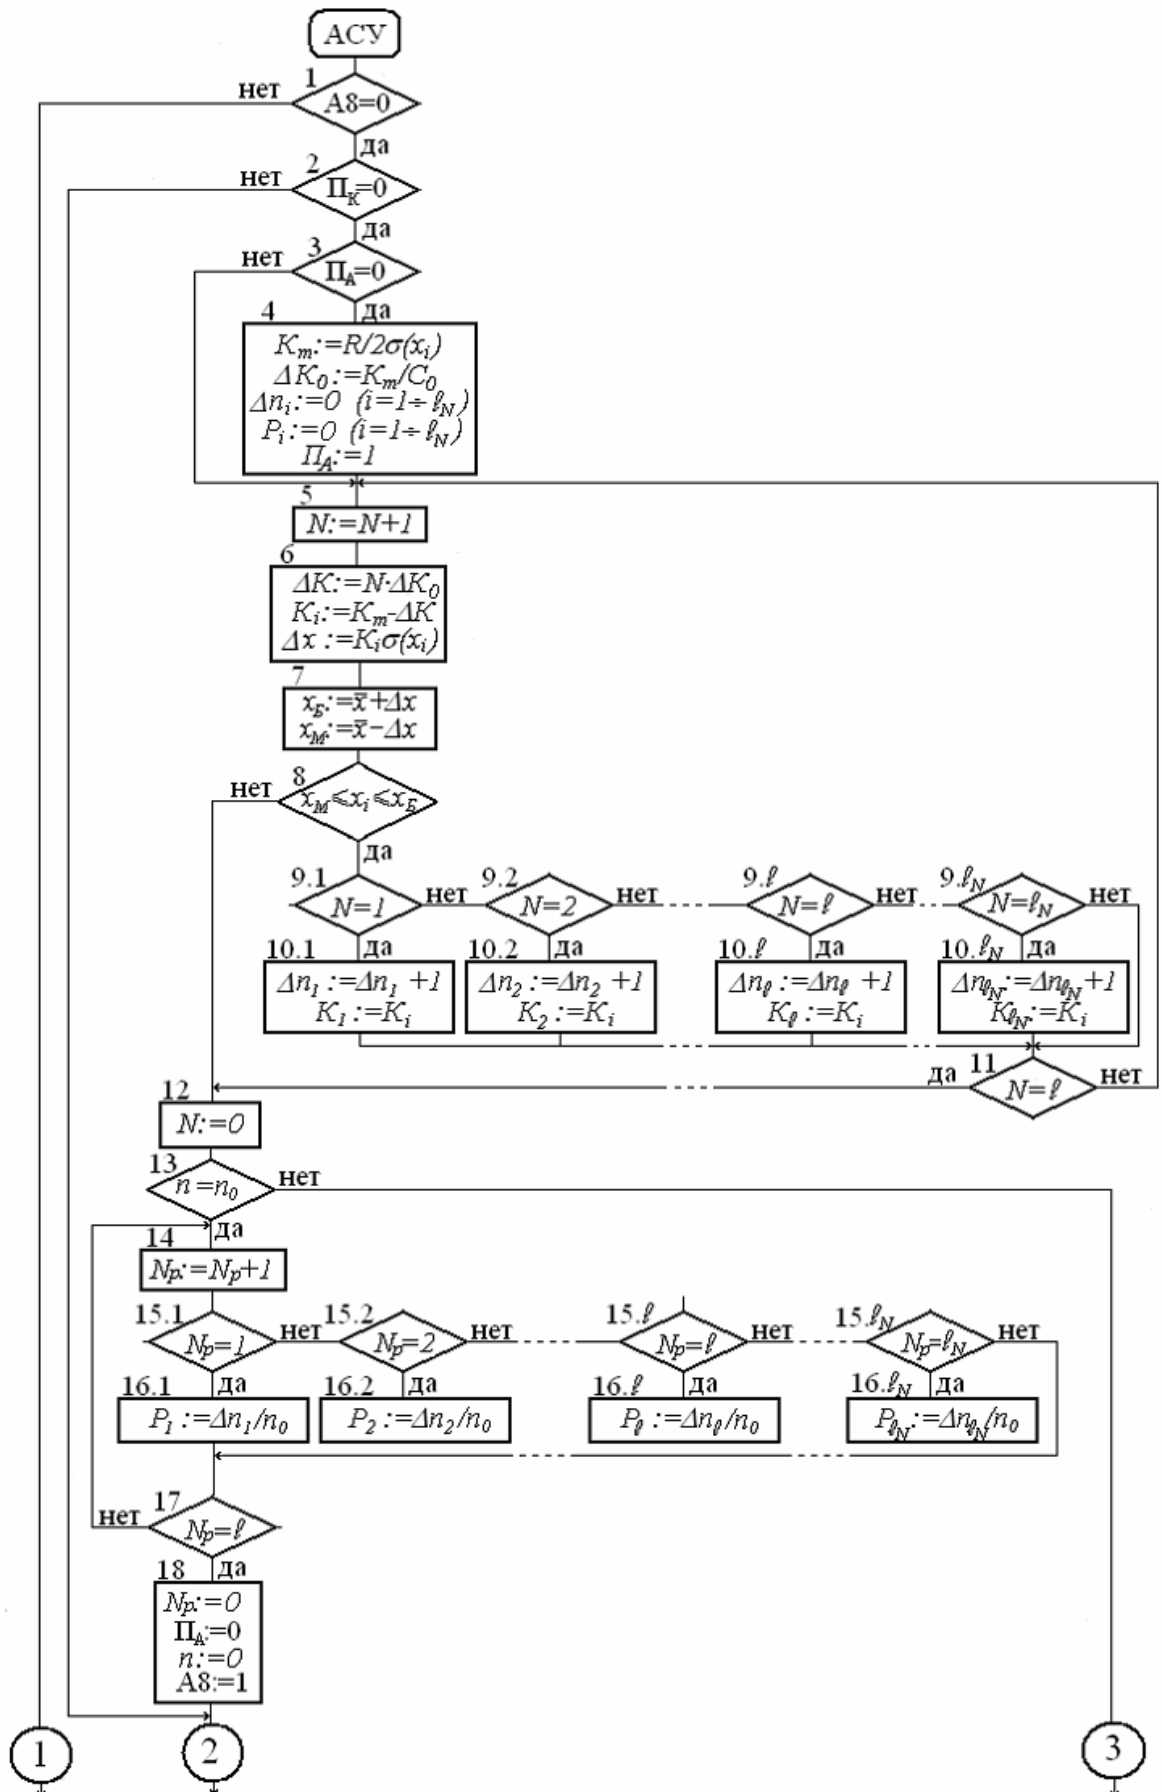 АСУ
1
нет
А8=0
да
2
нет
П_К=0
да
3
нет
П_А=0
да
4
K_m:=R/2σ(x_i)
ΔK_0:=K_m/C_0
Δn_i:=0 (i=1÷ℓ_N)
P_i:=0 (i=1÷ℓ_N)
П_А:=1
5
N:=N+1
6
ΔK:=N·ΔK_0
K_i:=K_m-ΔK
Δx:=K_iσ(x_i)
7
x_Б:=x̅+Δx
x_М:=x̅−Δx
8
нет
x_М⩽x_i⩽x_Б
да
9.1 нет 9.2 нет 9.ℓ нет 9.ℓ_N нет
N=1 N=2 N=ℓ N=ℓ_N
10.1 да 10.2 да 10.ℓ да 10.ℓ_N да
Δn_1:=Δn_1+1 Δn_2:=Δn_2+1 Δn_ℓ:=Δn_ℓ+1 Δn_ℓN:=Δn_ℓN+1
K_1:=K_i K_2:=K_i K_ℓ:=K_i K_ℓN:=K_i
да 11 нет
N=ℓ
12
N:=0
13
n=n_0 нет
да
14
N_p:=N_p+1
15.1 нет 15.2 нет 15.ℓ нет 15.ℓ_N нет
N_p=1 N_p=2 N_p=ℓ N_p=ℓ_N
16.1 да 16.2 да 16.ℓ да 16.ℓ_N да
P_1:=Δn_1/n_0 P_2:=Δn_2/n_0 P_ℓ:=Δn_ℓ/n_0 P_ℓN:=Δn_ℓN/n_0
17
нет
N_p=ℓ
18 да
N_p:=0
П_А:=0
n:=0
А8:=1
1 2 3